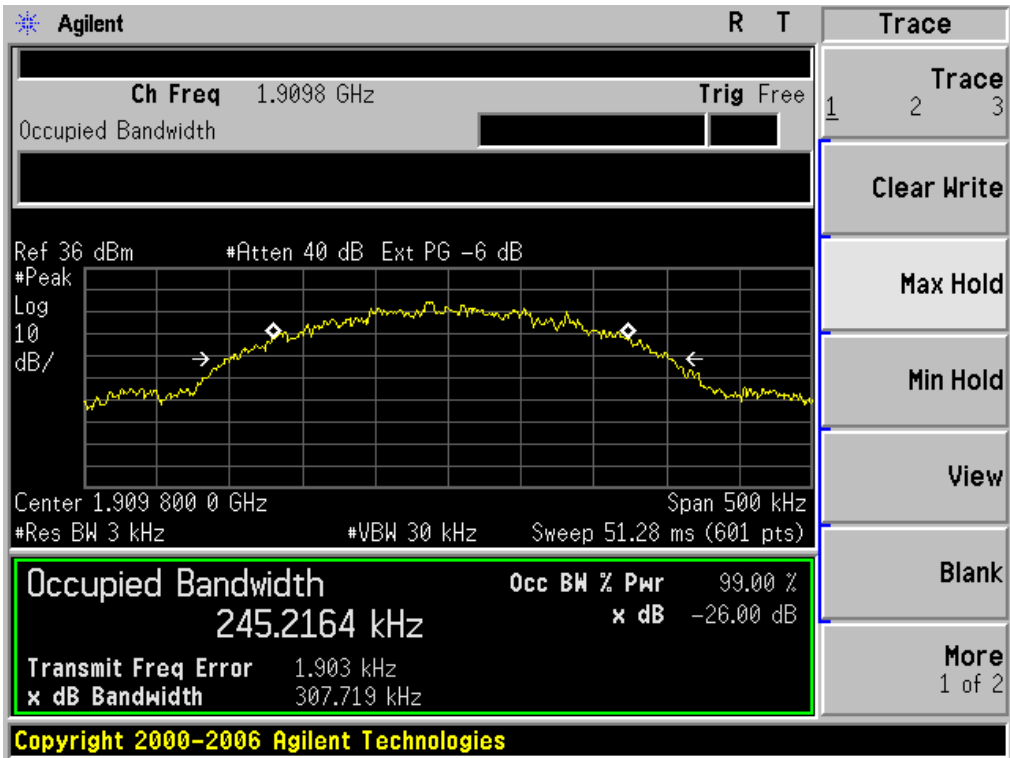 Agilent R T
Ch Freq 1.9098 GHz Trig Free
Occupied Bandwidth
Ref 36 dBm #Atten 40 dB Ext PG -6 dB
#Peak
Log
10
dB/
Center 1.909 800 0 GHz Span 500 kHz
#Res BW 3 kHz #VBW 30 kHz Sweep 51.28 ms (601 pts)
Occupied Bandwidth Occ BW % Pwr 99.00 %
245.2164 kHz x dB -26.00 dB
Transmit Freq Error 1.903 kHz
x dB Bandwidth 307.719 kHz
Copyright 2000-2006 Agilent Technologies
Trace
Trace
1 2 3
Clear Write
Max Hold
Min Hold
View
Blank
More
1 of 2